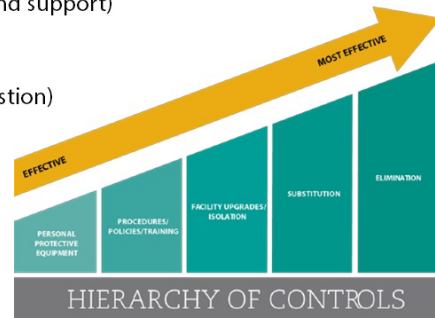 nd support)
stion)
MOST EFFECTIVE
EFFECTIVE
PERSONAL
PROTECTIVE
EQUIPMENT
PROCEDURES/
POLICIES/TRAINING
FACILITY UPGRADES/
ISOLATION
SUBSTITUTION
ELIMINATION
HIERARCHY OF CONTROLS